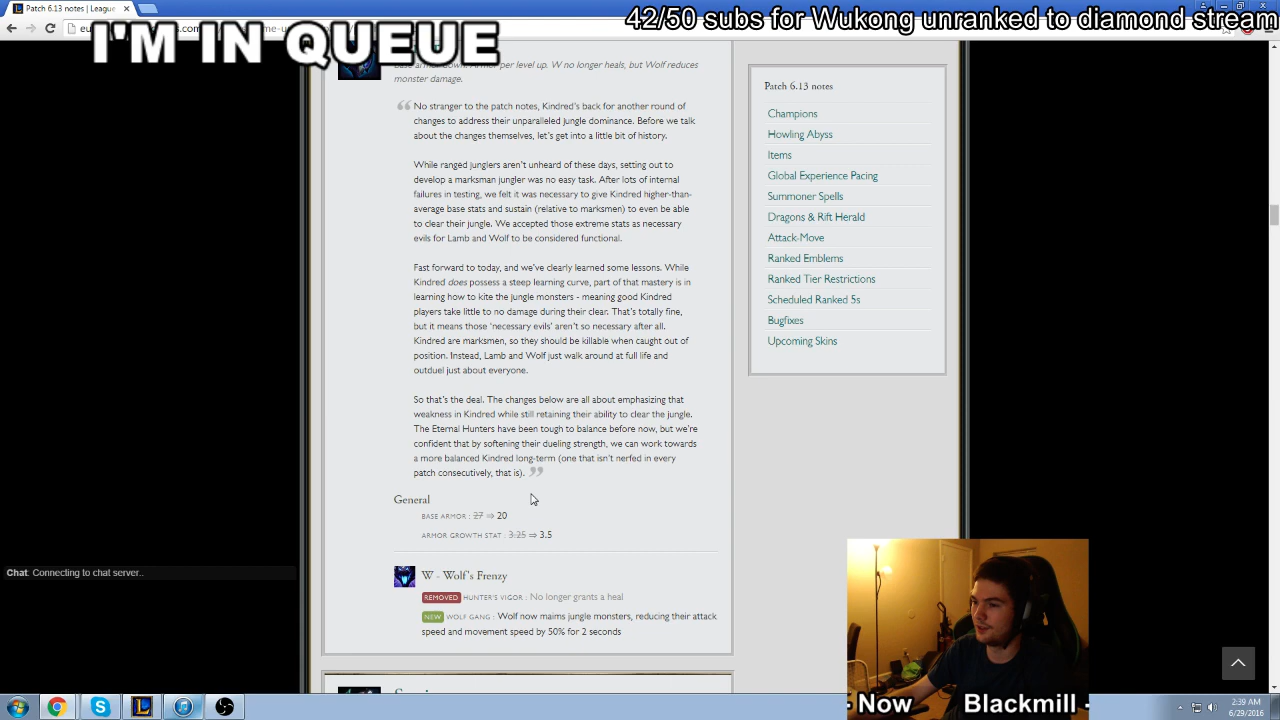 Patch 6.13 notes | League
42/50 subs for Wukong unranked to diamond stream
I'M IN QUEUE
monster damage.
No stranger to the patch notes, Kindred's back for another round of
changes to address their unparalleled jungle dominance. Before we talk
about the changes themselves, let's get into a little bit of history.
While ranged junglers aren't unheard of these days, setting out to
develop a marksman jungler was no easy task. After lots of internal
failures in testing, we felt it was necessary to give Kindred higher-than-
average base stats and sustain (relative to marksmen) to even be able
to clear their jungle. We accepted those extreme stats as necessary
evils for Lamb and Wolf to be considered functional.
Fast forward to today, and we've clearly learned some lessons. While
Kindred does possess a steep learning curve, part of that mastery is in
learning how to kite the jungle monsters - meaning good Kindred
players take little to no damage during their clear. That's totally fine,
but it means those 'necessary evils' aren't so necessary after all.
Kindred are marksmen, so they should be killable when caught out of
position. Instead, Lamb and Wolf just walk around at full life and
outduel just about everyone.
So that's the deal. The changes below are all about emphasizing that
weakness in Kindred while still retaining their ability to clear the jungle.
The Eternal Hunters have been tough to balance before now, but we're
confident that by softening their dueling strength, we can work towards
a more balanced Kindred long-term (one that isn't nerfed in every
patch consecutively, that is).
General
BASE ARMOR : 27 ⇒ 20
ARMOR GROWTH STAT : 3.25 ⇒ 3.5
W - Wolf's Frenzy
REMOVED HUNTER'S VIGOR : No longer grants a heal
NEW WOLF GANG : Wolf now maims jungle monsters, reducing their attack
speed and movement speed by 50% for 2 seconds
Patch 6.13 notes
Champions
Howling Abyss
Items
Global Experience Pacing
Summoner Spells
Dragons & Rift Herald
Attack-Move
Ranked Emblems
Ranked Tier Restrictions
Scheduled Ranked 5s
Bugfixes
Upcoming Skins
Chat: Connecting to chat server..
- Now Blackmill -
2:39 AM
6/29/2016